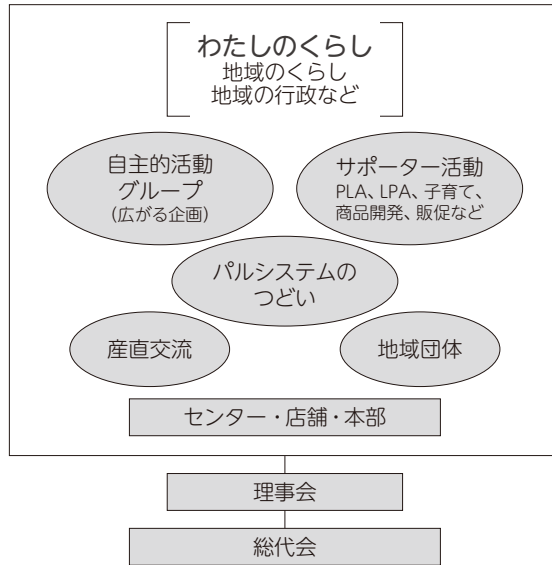 わたしのくらし
地域のくらし
地域の行政など
自主的活動
グループ
(広がる企画)
サポーター活動
PLA、LPA、子育て、
商品開発、販促など
パルシステムの
つどい
産直交流
地域団体
センター・店舗・本部
理事会
総代会